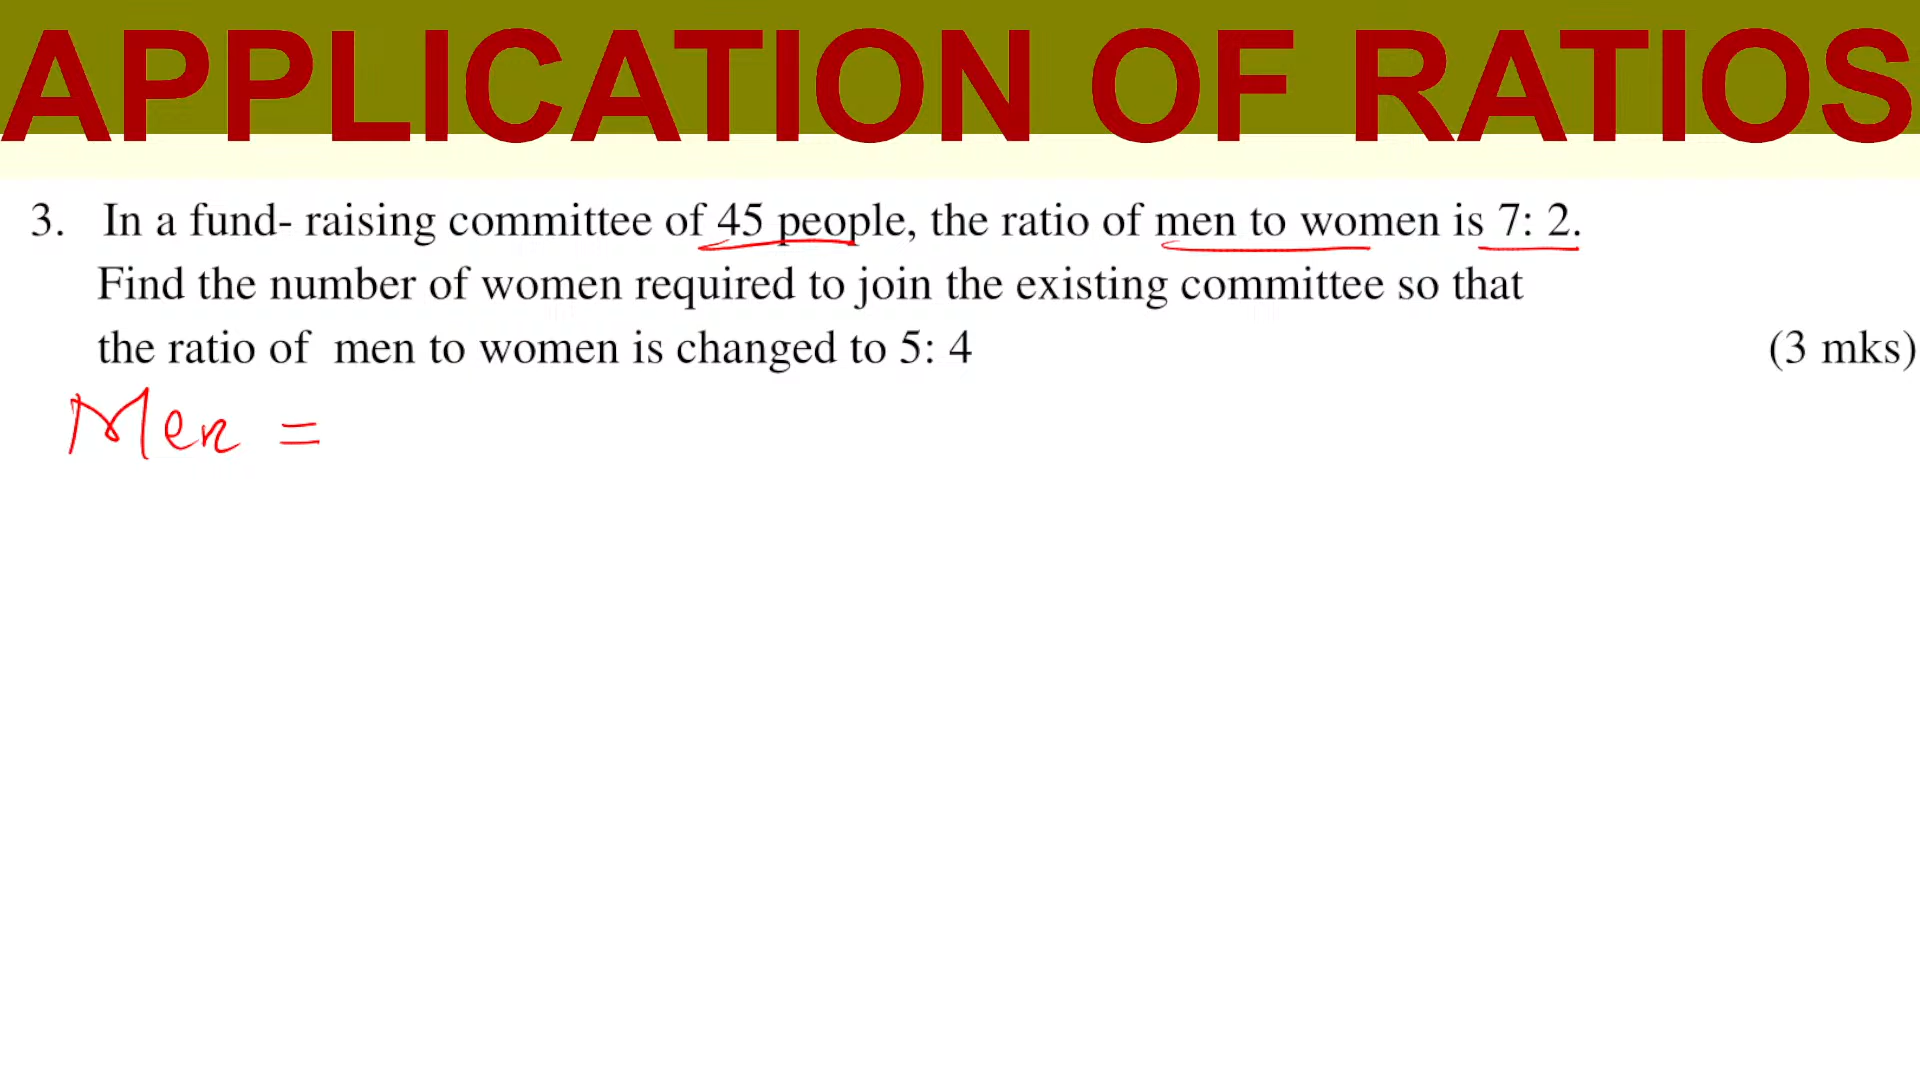 APPLICATION OF RATIOS
3. In a fund- raising committee of 45 people, the ratio of men to women is 7: 2.
Find the number of women required to join the existing committee so that
the ratio of men to women is changed to 5: 4 (3 mks)
Men =